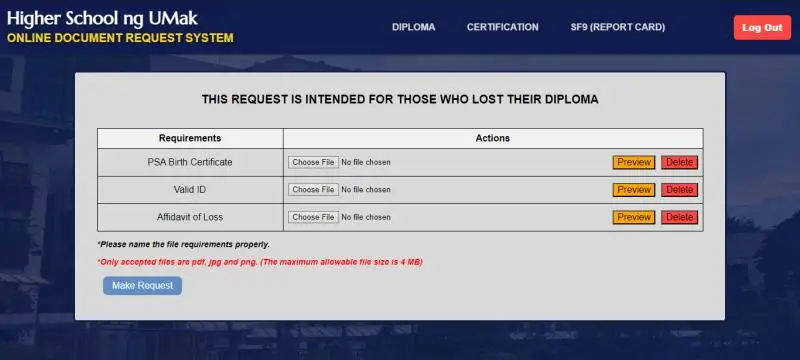 Higher School ng UMak
ONLINE DOCUMENT REQUEST SYSTEM
DIPLOMA
CERTIFICATION
SF9 (REPORT CARD)
Log Out
THIS REQUEST IS INTENDED FOR THOSE WHO LOST THEIR DIPLOMA
Requirements Actions
PSA Birth Certificate Choose File No file chosen Preview Delete
Valid ID Choose File No file chosen Preview Delete
Affidavit of Loss Choose File No file chosen Preview Delete
*Please name the file requirements properly.
*Only accepted files are pdf, jpg and png. (The maximum allowable file size is 4 MB)
Make Request